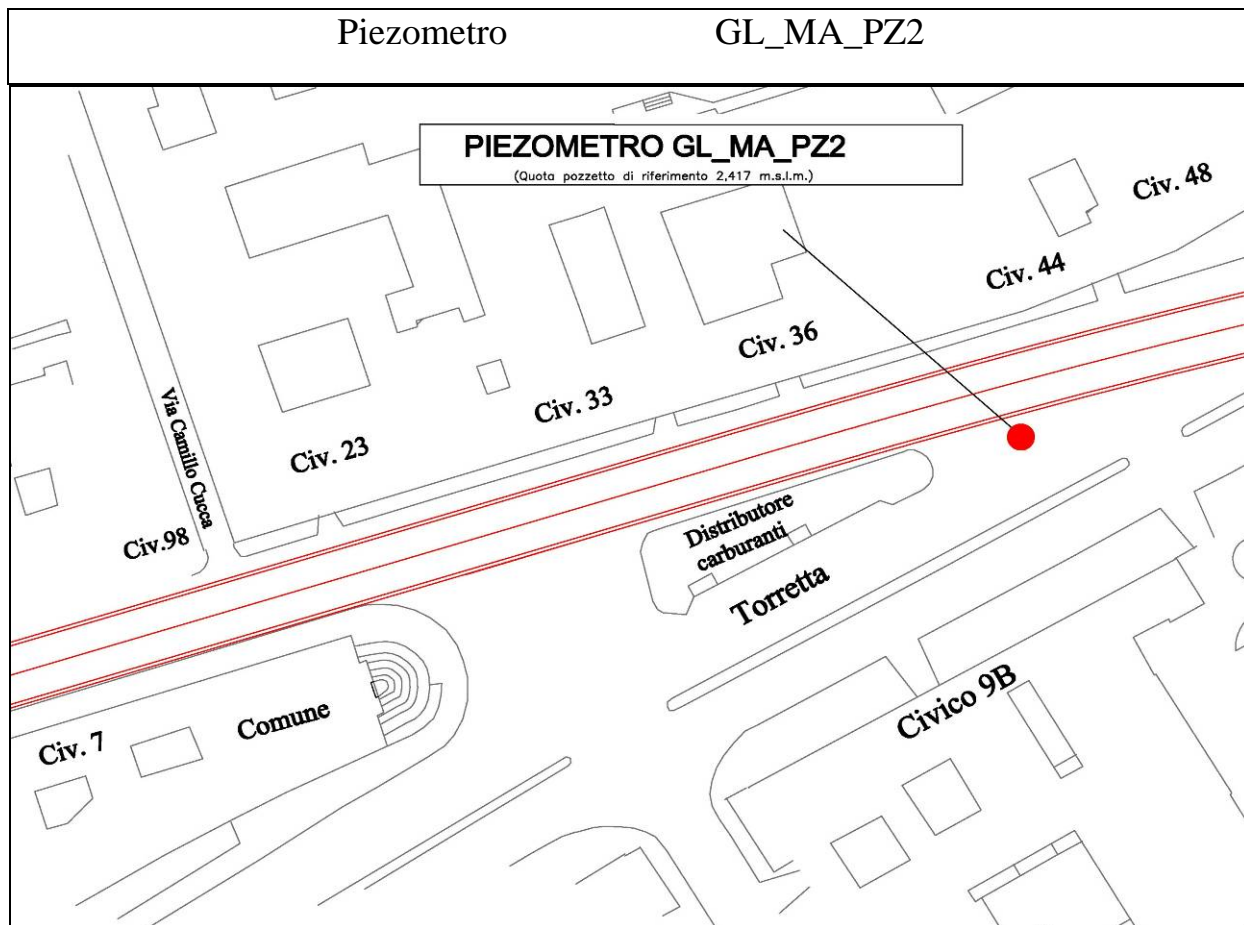 Piezometro GL_MA_PZ2
PIEZOMETRO GL_MA_PZ2
(Quota pozzetto di riferimento 2,417 m.s.l.m.)
Civ. 48
Civ. 44
Civ. 36
Civ. 33
Civ. 23
Via Camillo Cucca
Civ.98
Distributore
carburanti
Torretta
Civico 9B
Comune
Civ. 7